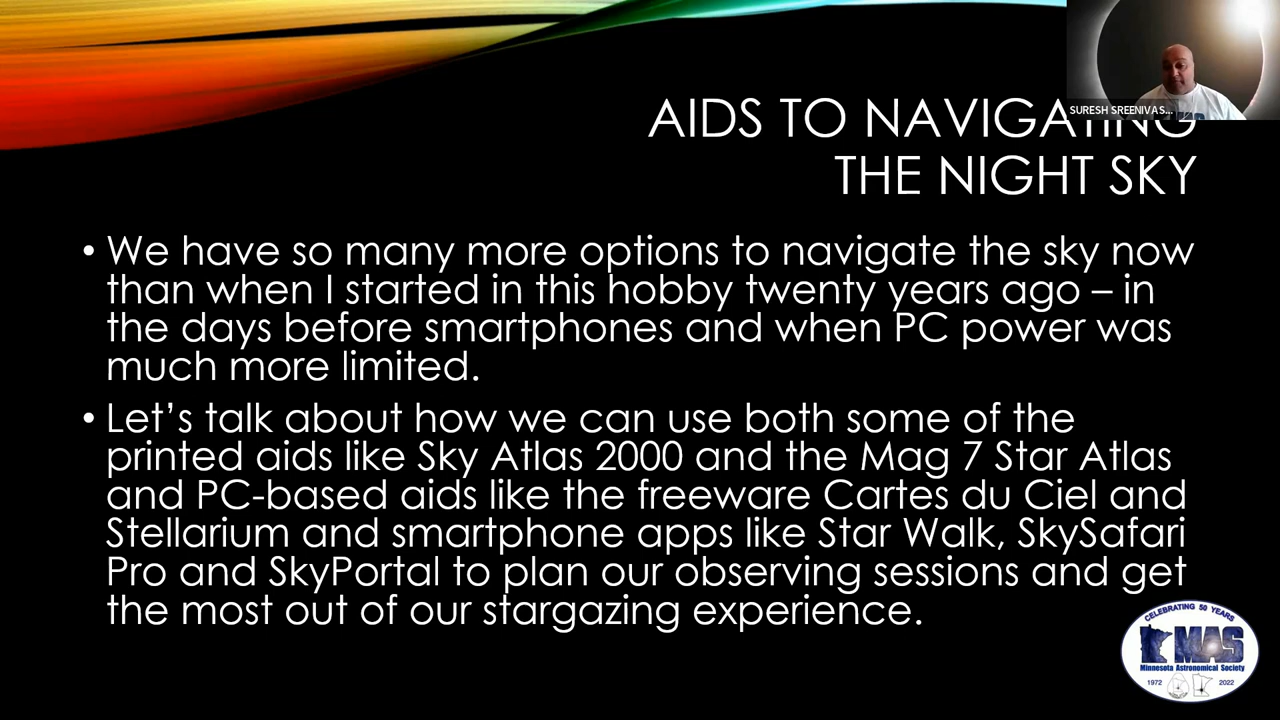 SURESH SREENIVAS...
AIDS TO NAVIGATING
THE NIGHT SKY
• We have so many more options to navigate the sky now
than when I started in this hobby twenty years ago – in
the days before smartphones and when PC power was
much more limited.
• Let’s talk about how we can use both some of the
printed aids like Sky Atlas 2000 and the Mag 7 Star Atlas
and PC-based aids like the freeware Cartes du Ciel and
Stellarium and smartphone apps like Star Walk, SkySafari
Pro and SkyPortal to plan our observing sessions and get
the most out of our stargazing experience.
CELEBRATING 50 YEARS
MAS
Minnesota Astronomical Society
1972 2022